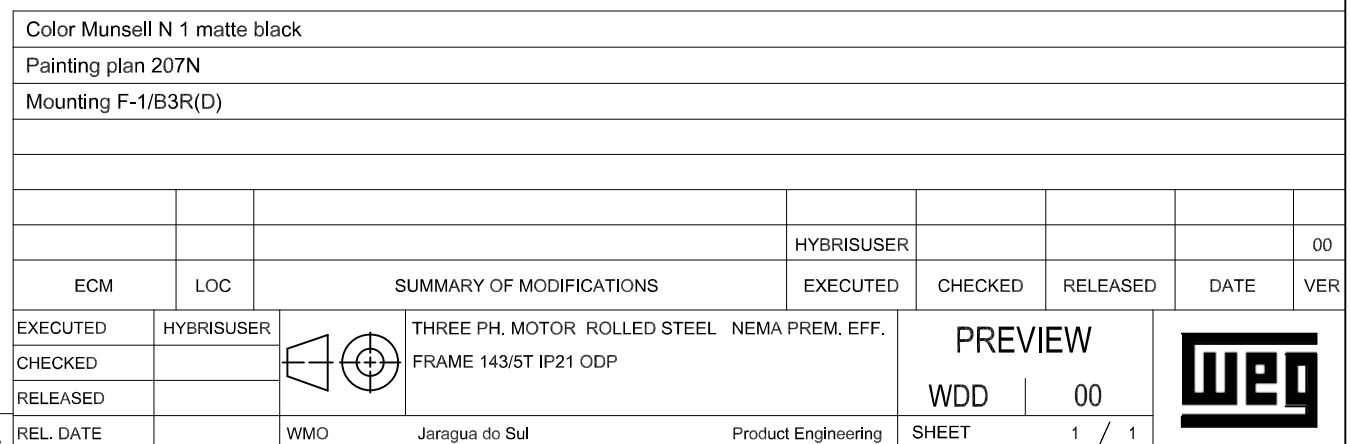 Color Munsell N 1 matte black
Painting plan 207N
Mounting F-1/B3R(D)
HYBRISUSER 00
ECM LOC SUMMARY OF MODIFICATIONS EXECUTED CHECKED RELEASED DATE VER
EXECUTED HYBRISUSER THREE PH. MOTOR ROLLED STEEL NEMA PREM. EFF. PREVIEW
CHECKED FRAME 143/5T IP21 ODP
RELEASED WDD 00 weg
REL. DATE WMO Jaragua do Sul Product Engineering SHEET 1 / 1